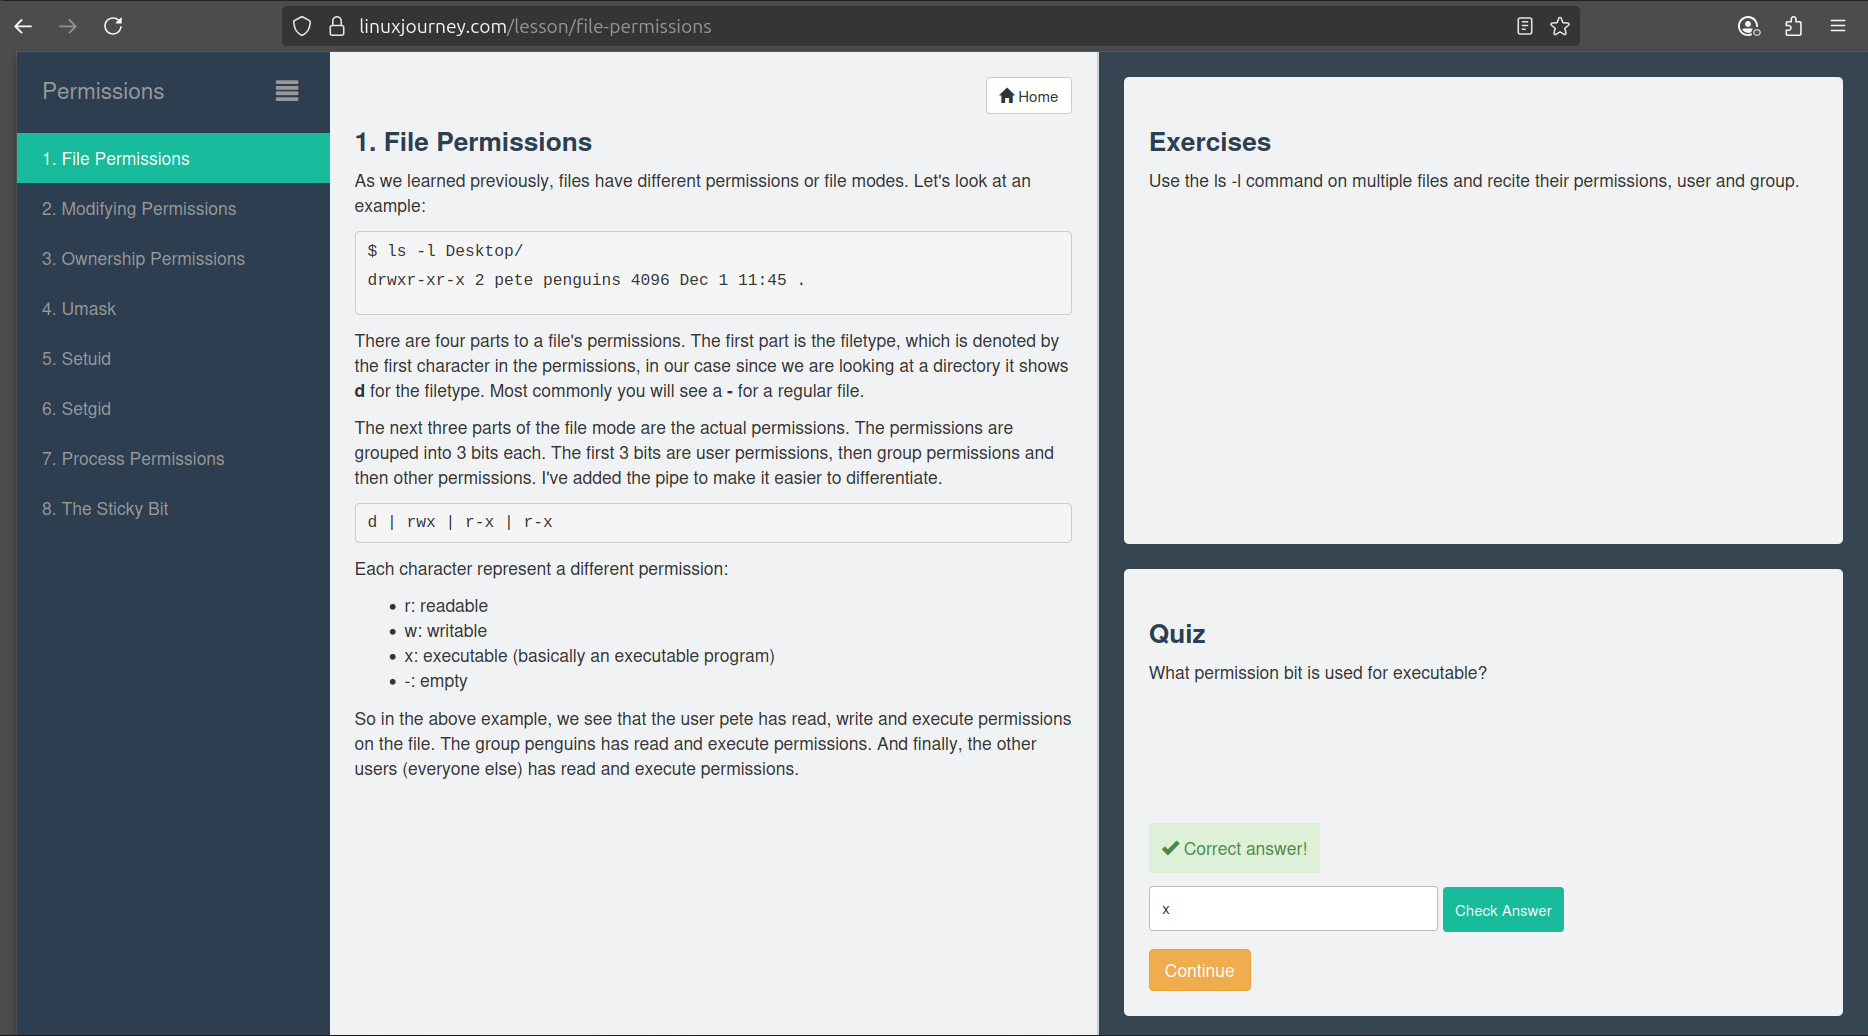 linuxjourney.com/lesson/file-permissions
Permissions
1. File Permissions
2. Modifying Permissions
3. Ownership Permissions
4. Umask
5. Setuid
6. Setgid
7. Process Permissions
8. The Sticky Bit
Home
1. File Permissions
As we learned previously, files have different permissions or file modes. Let's look at an
example:
$ ls -l Desktop/
drwxr-xr-x 2 pete penguins 4096 Dec 1 11:45 .
There are four parts to a file's permissions. The first part is the filetype, which is denoted by
the first character in the permissions, in our case since we are looking at a directory it shows
d for the filetype. Most commonly you will see a - for a regular file.
The next three parts of the file mode are the actual permissions. The permissions are
grouped into 3 bits each. The first 3 bits are user permissions, then group permissions and
then other permissions. I've added the pipe to make it easier to differentiate.
d | rwx | r-x | r-x
Each character represent a different permission:
• r: readable
• w: writable
• x: executable (basically an executable program)
• -: empty
So in the above example, we see that the user pete has read, write and execute permissions
on the file. The group penguins has read and execute permissions. And finally, the other
users (everyone else) has read and execute permissions.
Exercises
Use the ls -l command on multiple files and recite their permissions, user and group.
Quiz
What permission bit is used for executable?
Correct answer!
x
Check Answer
Continue